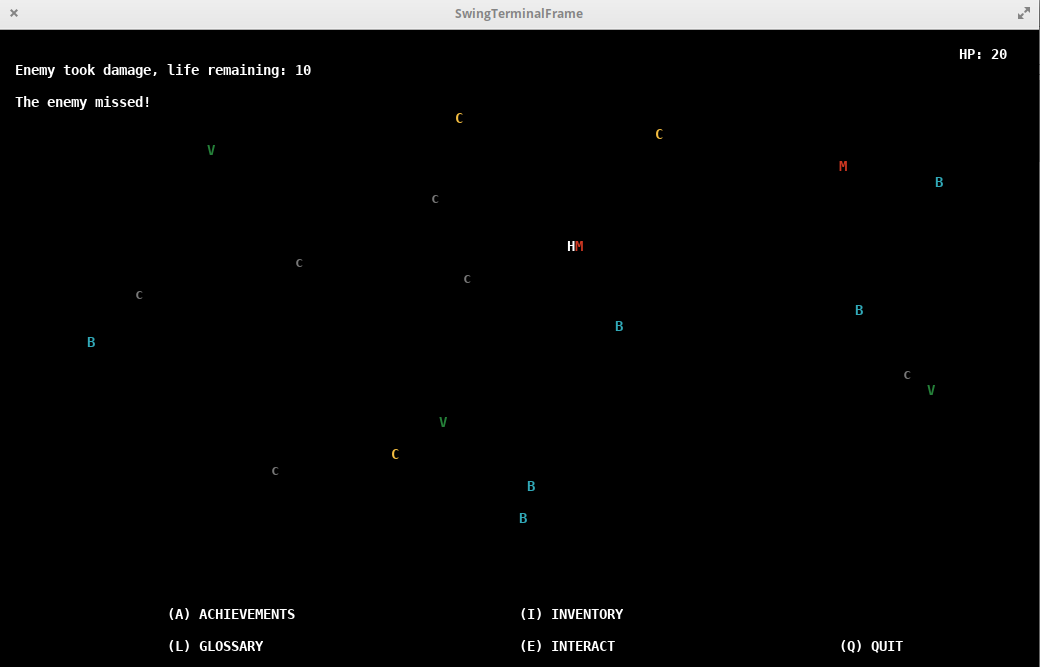 SwingTerminalFrame
HP: 20
Enemy took damage, life remaining: 10
The enemy missed!
C
C
V
M
B
C
HM
C
C
C
B
B
B
C
V
V
C
C
B
B
(A) ACHIEVEMENTS (I) INVENTORY
(L) GLOSSARY (E) INTERACT (Q) QUIT